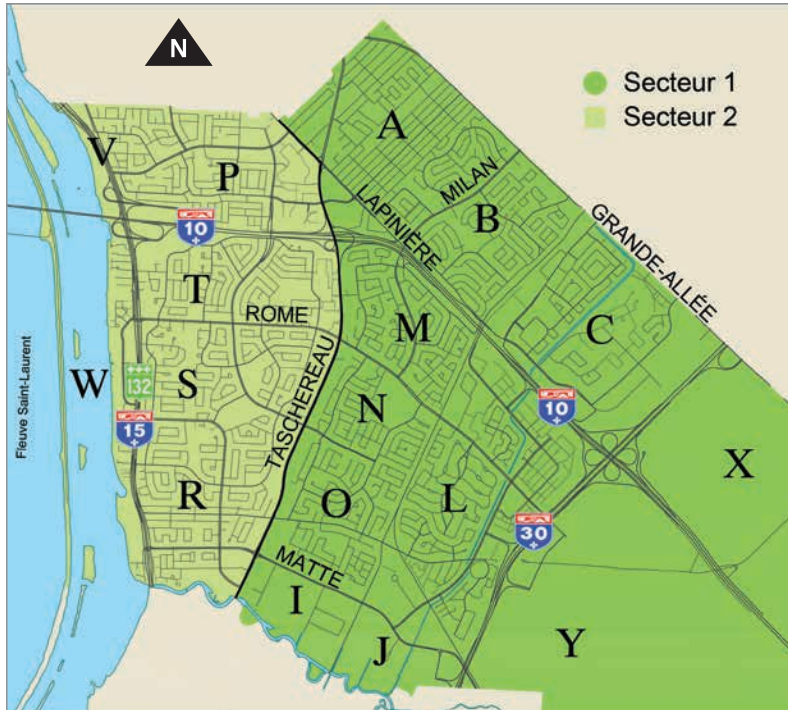 N
Secteur 1
Secteur 2
A
V
P
MILAN
LAPINIÈRE
B
GRANDE-ALLÉE
10
T
ROME
M
C
W
132
S
TASCHEREAU
N
10
15
X
R
O
L
30
MATTE
I
J
Y
Fleuve Saint-Laurent